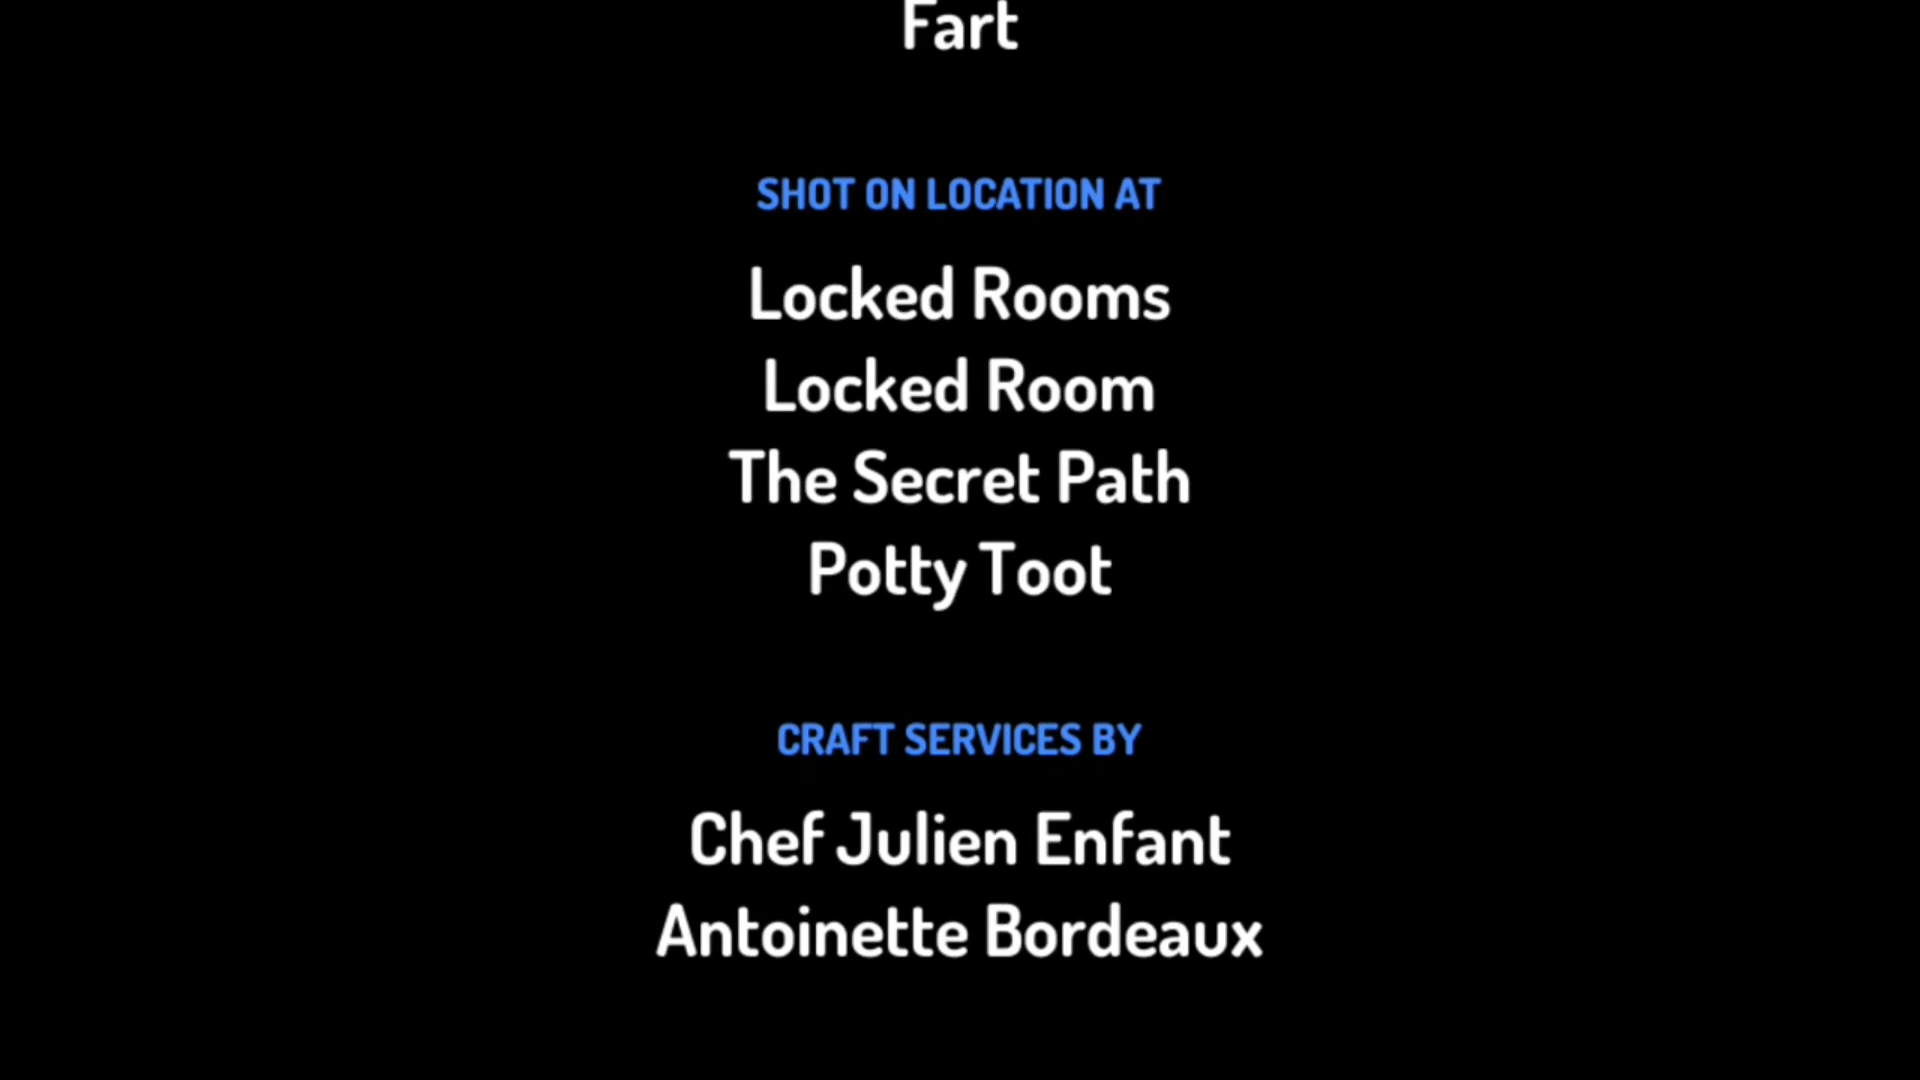 Fart
SHOT ON LOCATION AT
Locked Rooms
Locked Room
The Secret Path
Potty Toot
CRAFT SERVICES BY
Chef Julien Enfant
Antoinette Bordeaux